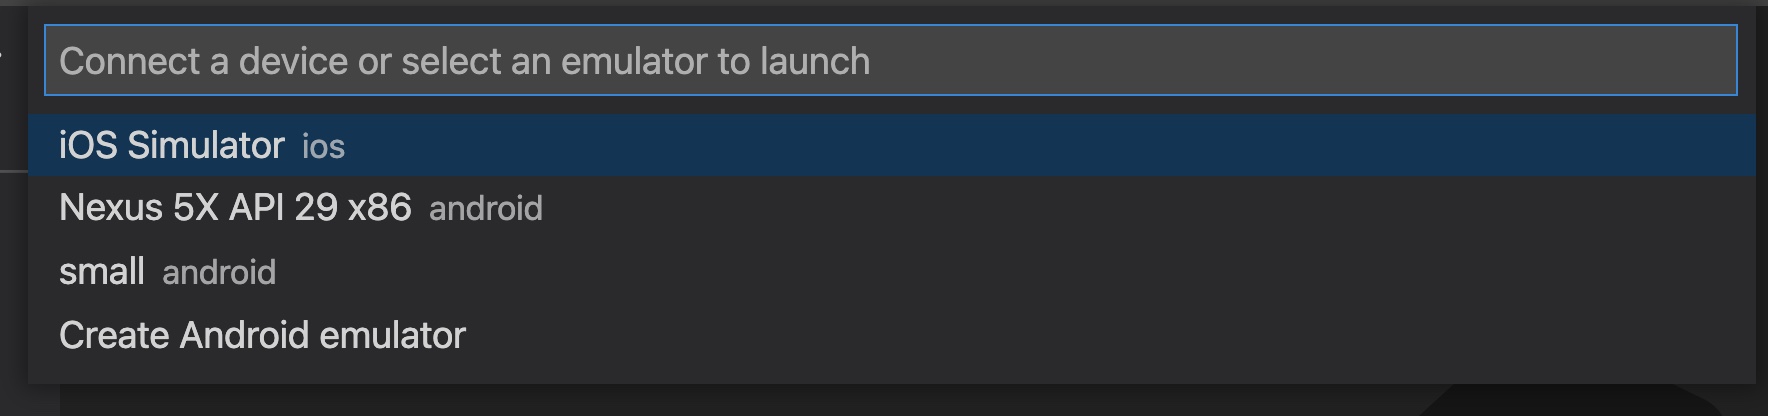 Connect a device or select an emulator to launch
iOS Simulator ios
Nexus 5X API 29 x86 android
small android
Create Android emulator